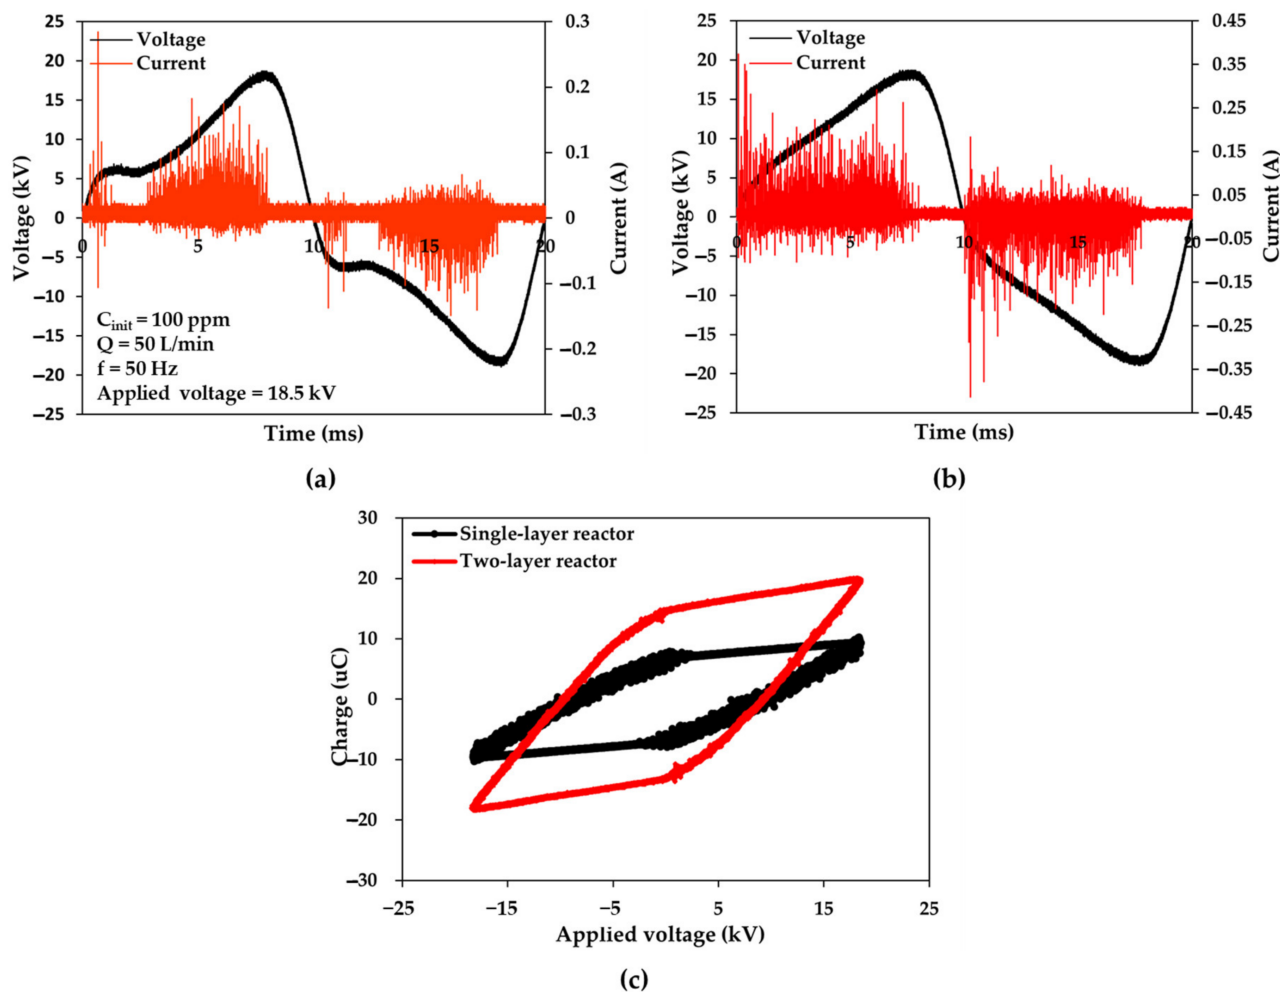 25
20
15
10
5
0
−5
−10
−15
−20
−25
Voltage (kV)
Voltage
Current
0 5 10 15 20
C_init = 100 ppm
Q = 50 L/min
f = 50 Hz
Applied voltage = 18.5 kV
Time (ms)
0.3
0.2
0.1
0
−0.1
−0.2
−0.3
Current (A)
(a)
25
20
15
10
5
0
−5
−10
−15
−20
−25
Voltage (kV)
Voltage
Current
0 5 10 15 20
Time (ms)
0.45
0.35
0.25
0.15
0.05
−0.05
−0.15
−0.25
−0.35
−0.45
Current (A)
(b)
30
20
10
0
−10
−20
−30
Charge (uC)
Single-layer reactor
Two-layer reactor
−25 −15 −5 5 15 25
Applied voltage (kV)
(c)